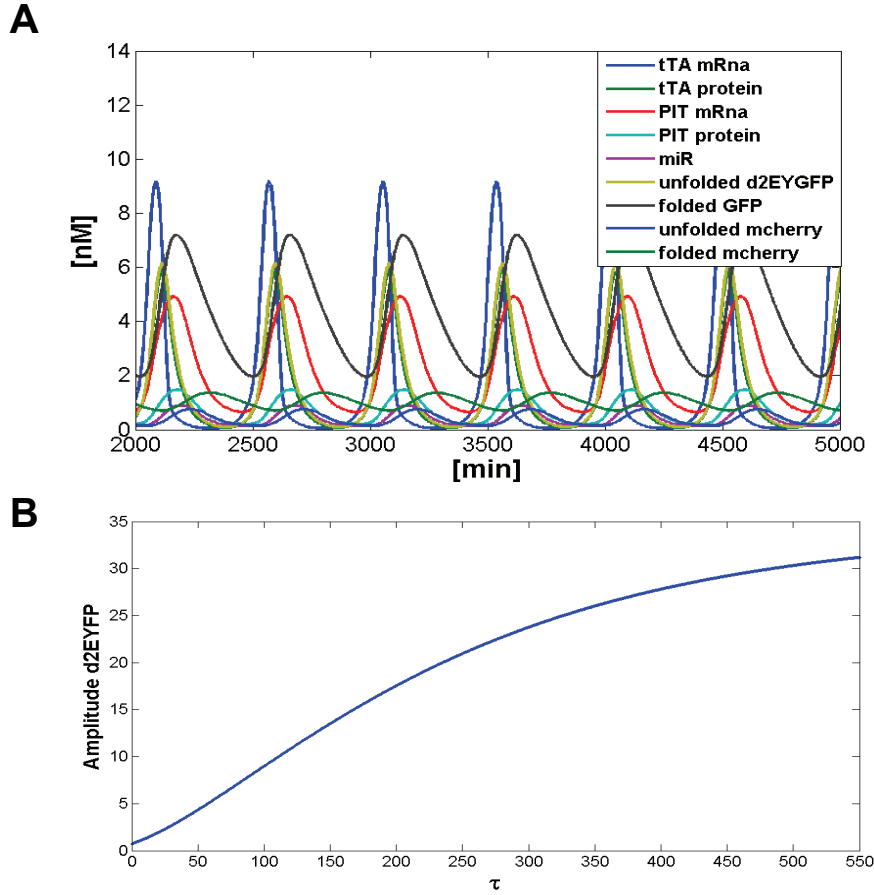 A
14
12
10
8
6
4
2
0
[nM]
tTA mRna
tTA protein
PIT mRna
PIT protein
miR
unfolded d2EYGFP
folded GFP
unfolded mcherry
folded mcherry
2000 2500 3000 3500 4000 4500 5000
[min]
B
35
30
25
20
15
10
5
0
Amplitude d2EYFP
0 50 100 150 200 250 300 350 400 450 500 550
τ